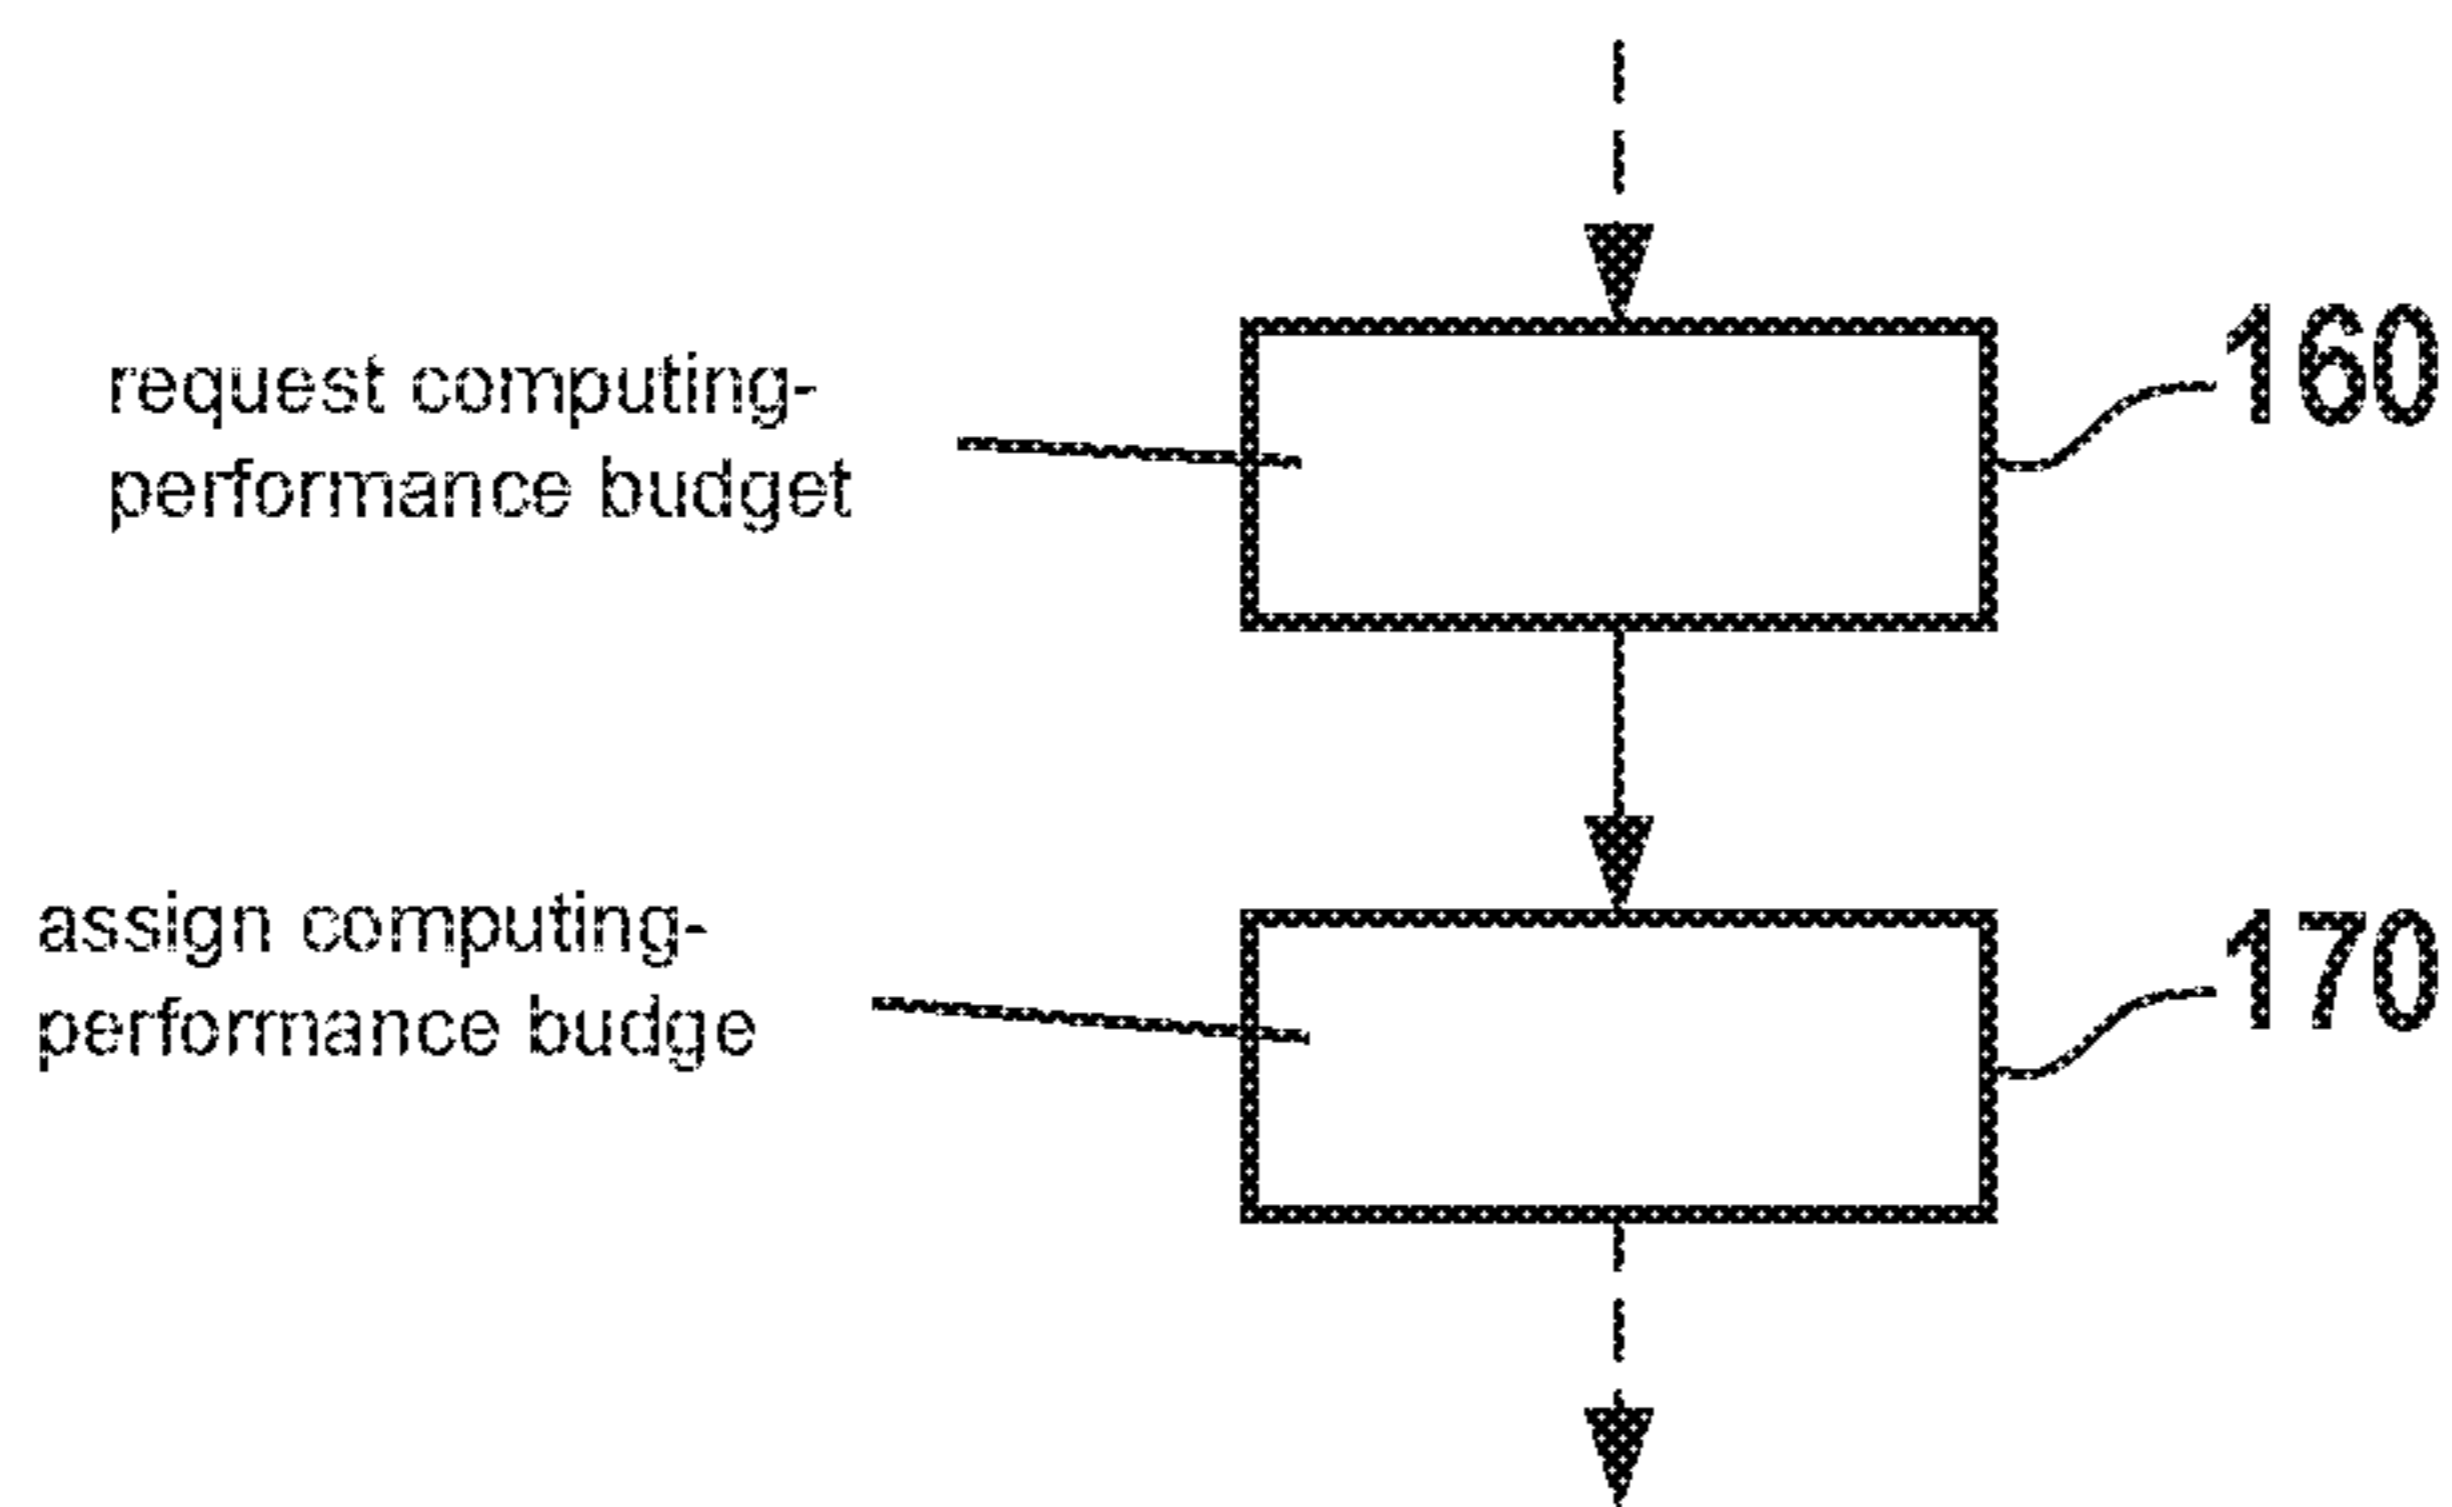 request computing-
performance budget
160
assign computing-
performance budge
170